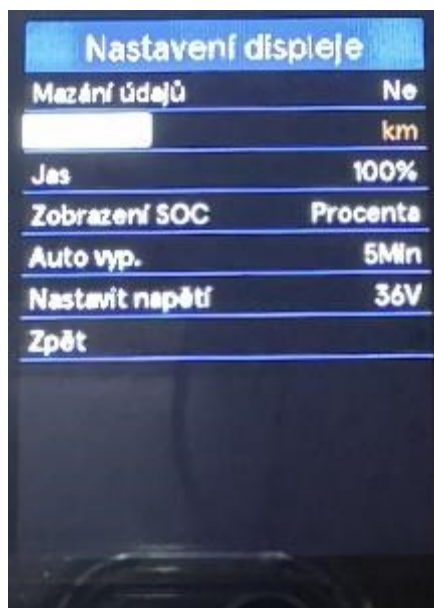 Nastavení displeje
Mazání údajů Ne
km
Jas 100%
Zobrazení SOC Procenta
Auto vyp. 5Min
Nastavit napětí 36V
Zpět